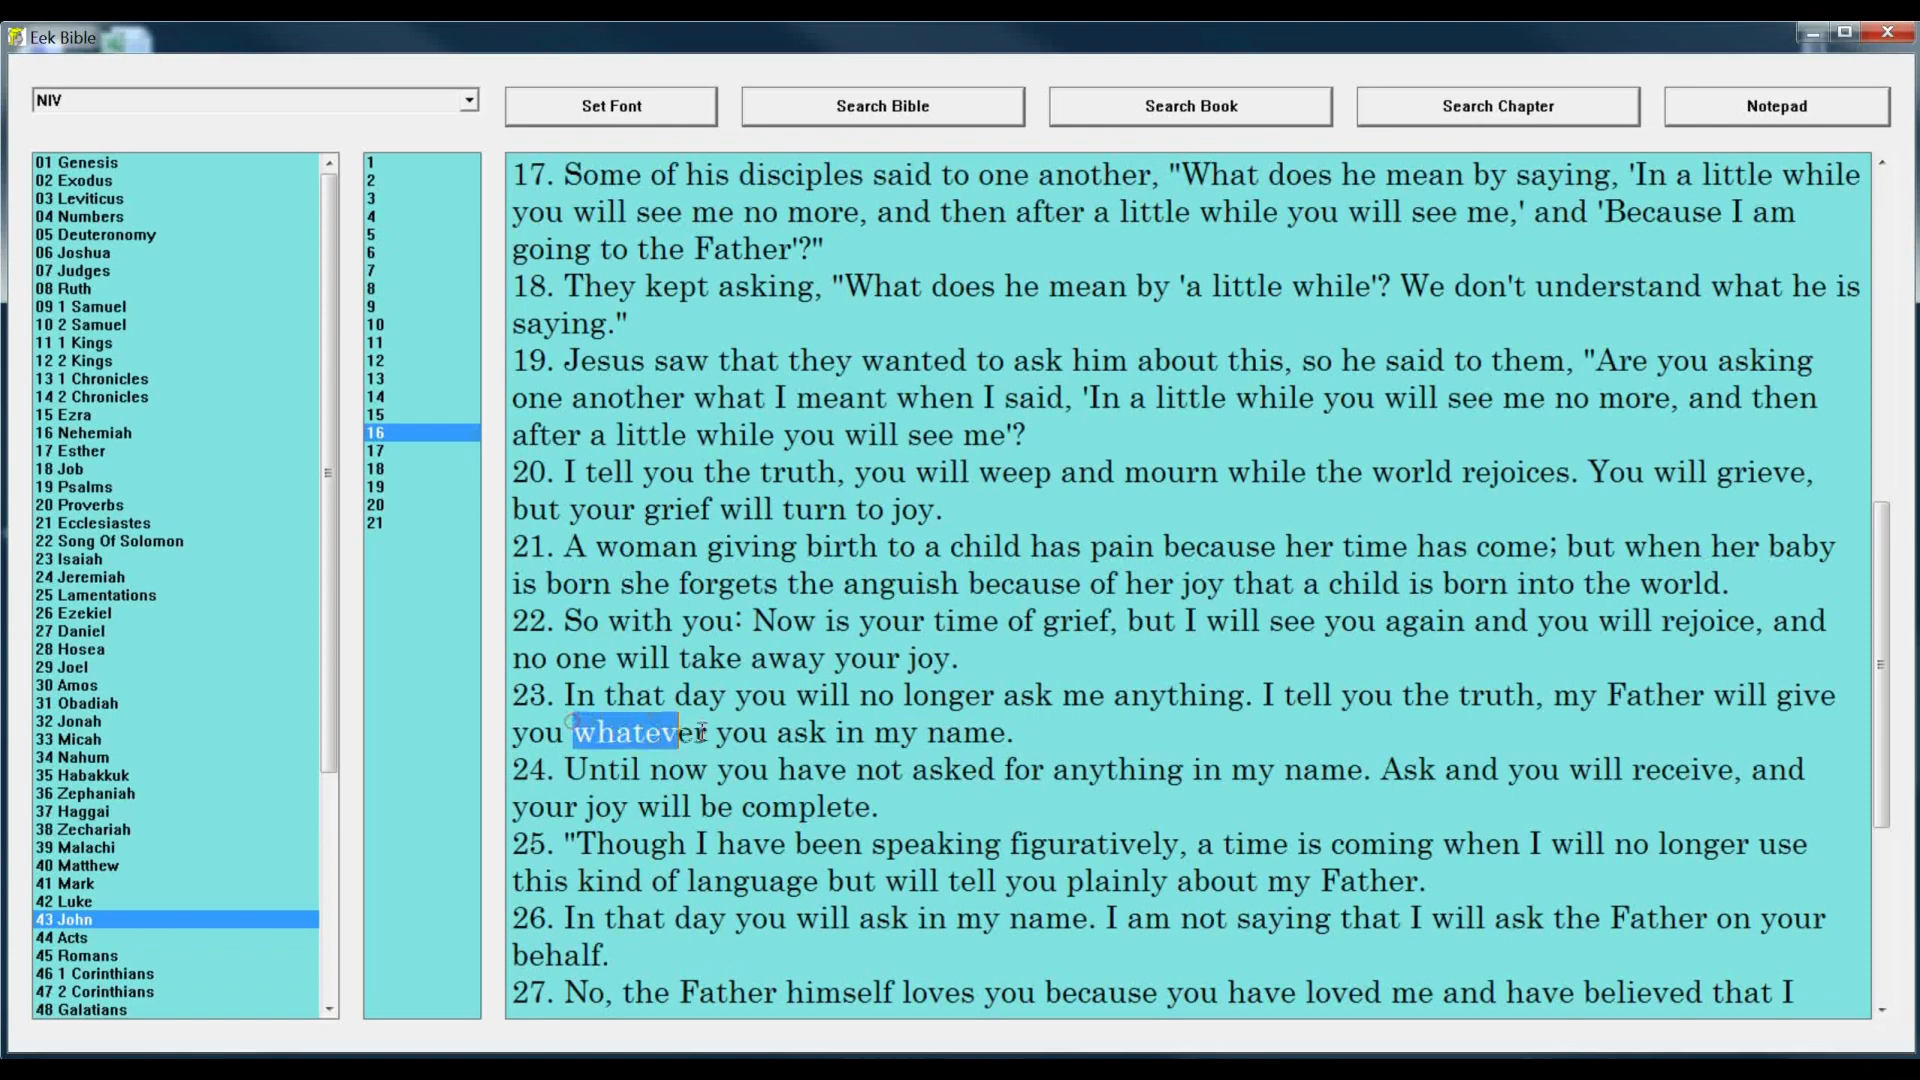 Eek Bible
NIV
Set Font
Search Bible
Search Book
Search Chapter
Notepad
01 Genesis
02 Exodus
03 Leviticus
04 Numbers
05 Deuteronomy
06 Joshua
07 Judges
08 Ruth
09 1 Samuel
10 2 Samuel
11 1 Kings
12 2 Kings
13 1 Chronicles
14 2 Chronicles
15 Ezra
16 Nehemiah
17 Esther
18 Job
19 Psalms
20 Proverbs
21 Ecclesiastes
22 Song Of Solomon
23 Isaiah
24 Jeremiah
25 Lamentations
26 Ezekiel
27 Daniel
28 Hosea
29 Joel
30 Amos
31 Obadiah
32 Jonah
33 Micah
34 Nahum
35 Habakkuk
36 Zephaniah
37 Haggai
38 Zechariah
39 Malachi
40 Matthew
41 Mark
42 Luke
43 John
44 Acts
45 Romans
46 1 Corinthians
47 2 Corinthians
48 Galatians
1
2
3
4
5
6
7
8
9
10
11
12
13
14
15
16
17
18
19
20
21
17. Some of his disciples said to one another, "What does he mean by saying, 'In a little while
you will see me no more, and then after a little while you will see me,' and 'Because I am
going to the Father'?"
18. They kept asking, "What does he mean by 'a little while'? We don't understand what he is
saying."
19. Jesus saw that they wanted to ask him about this, so he said to them, "Are you asking
one another what I meant when I said, 'In a little while you will see me no more, and then
after a little while you will see me'?
20. I tell you the truth, you will weep and mourn while the world rejoices. You will grieve,
but your grief will turn to joy.
21. A woman giving birth to a child has pain because her time has come; but when her baby
is born she forgets the anguish because of her joy that a child is born into the world.
22. So with you: Now is your time of grief, but I will see you again and you will rejoice, and
no one will take away your joy.
23. In that day you will no longer ask me anything. I tell you the truth, my Father will give
you whatever you ask in my name.
24. Until now you have not asked for anything in my name. Ask and you will receive, and
your joy will be complete.
25. "Though I have been speaking figuratively, a time is coming when I will no longer use
this kind of language but will tell you plainly about my Father.
26. In that day you will ask in my name. I am not saying that I will ask the Father on your
behalf.
27. No, the Father himself loves you because you have loved me and have believed that I